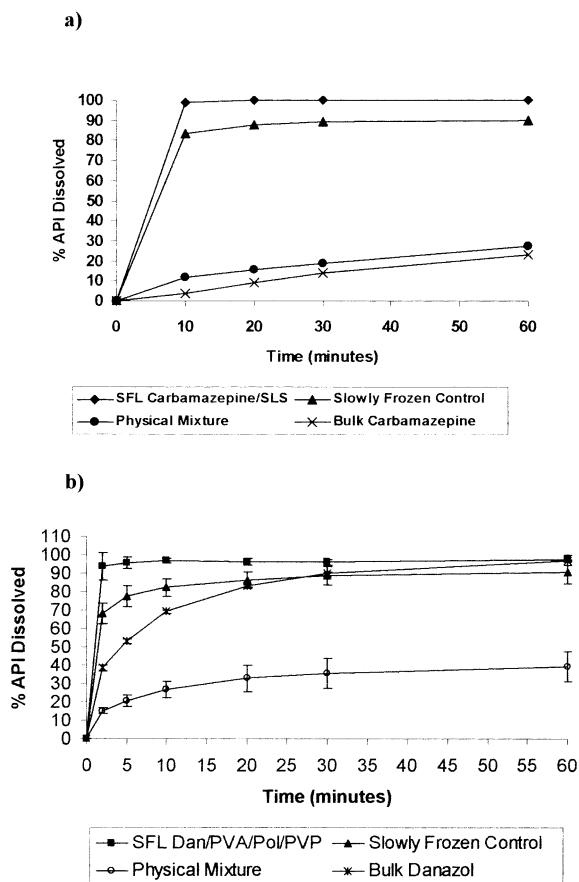 a)
100
90
80
70
60
50
40
30
20
10
0
% API Dissolved
0 10 20 30 40 50 60
Time (minutes)
SFL Carbamazepine/SLS Slowly Frozen Control
Physical Mixture Bulk Carbamazepine
b)
110
100
90
80
70
60
50
40
30
20
10
0
% API Dissolved
0 5 10 15 20 25 30 35 40 45 50 55 60
Time (minutes)
SFL Dan/PVA/Pol/PVP Slowly Frozen Control
Physical Mixture Bulk Danazol